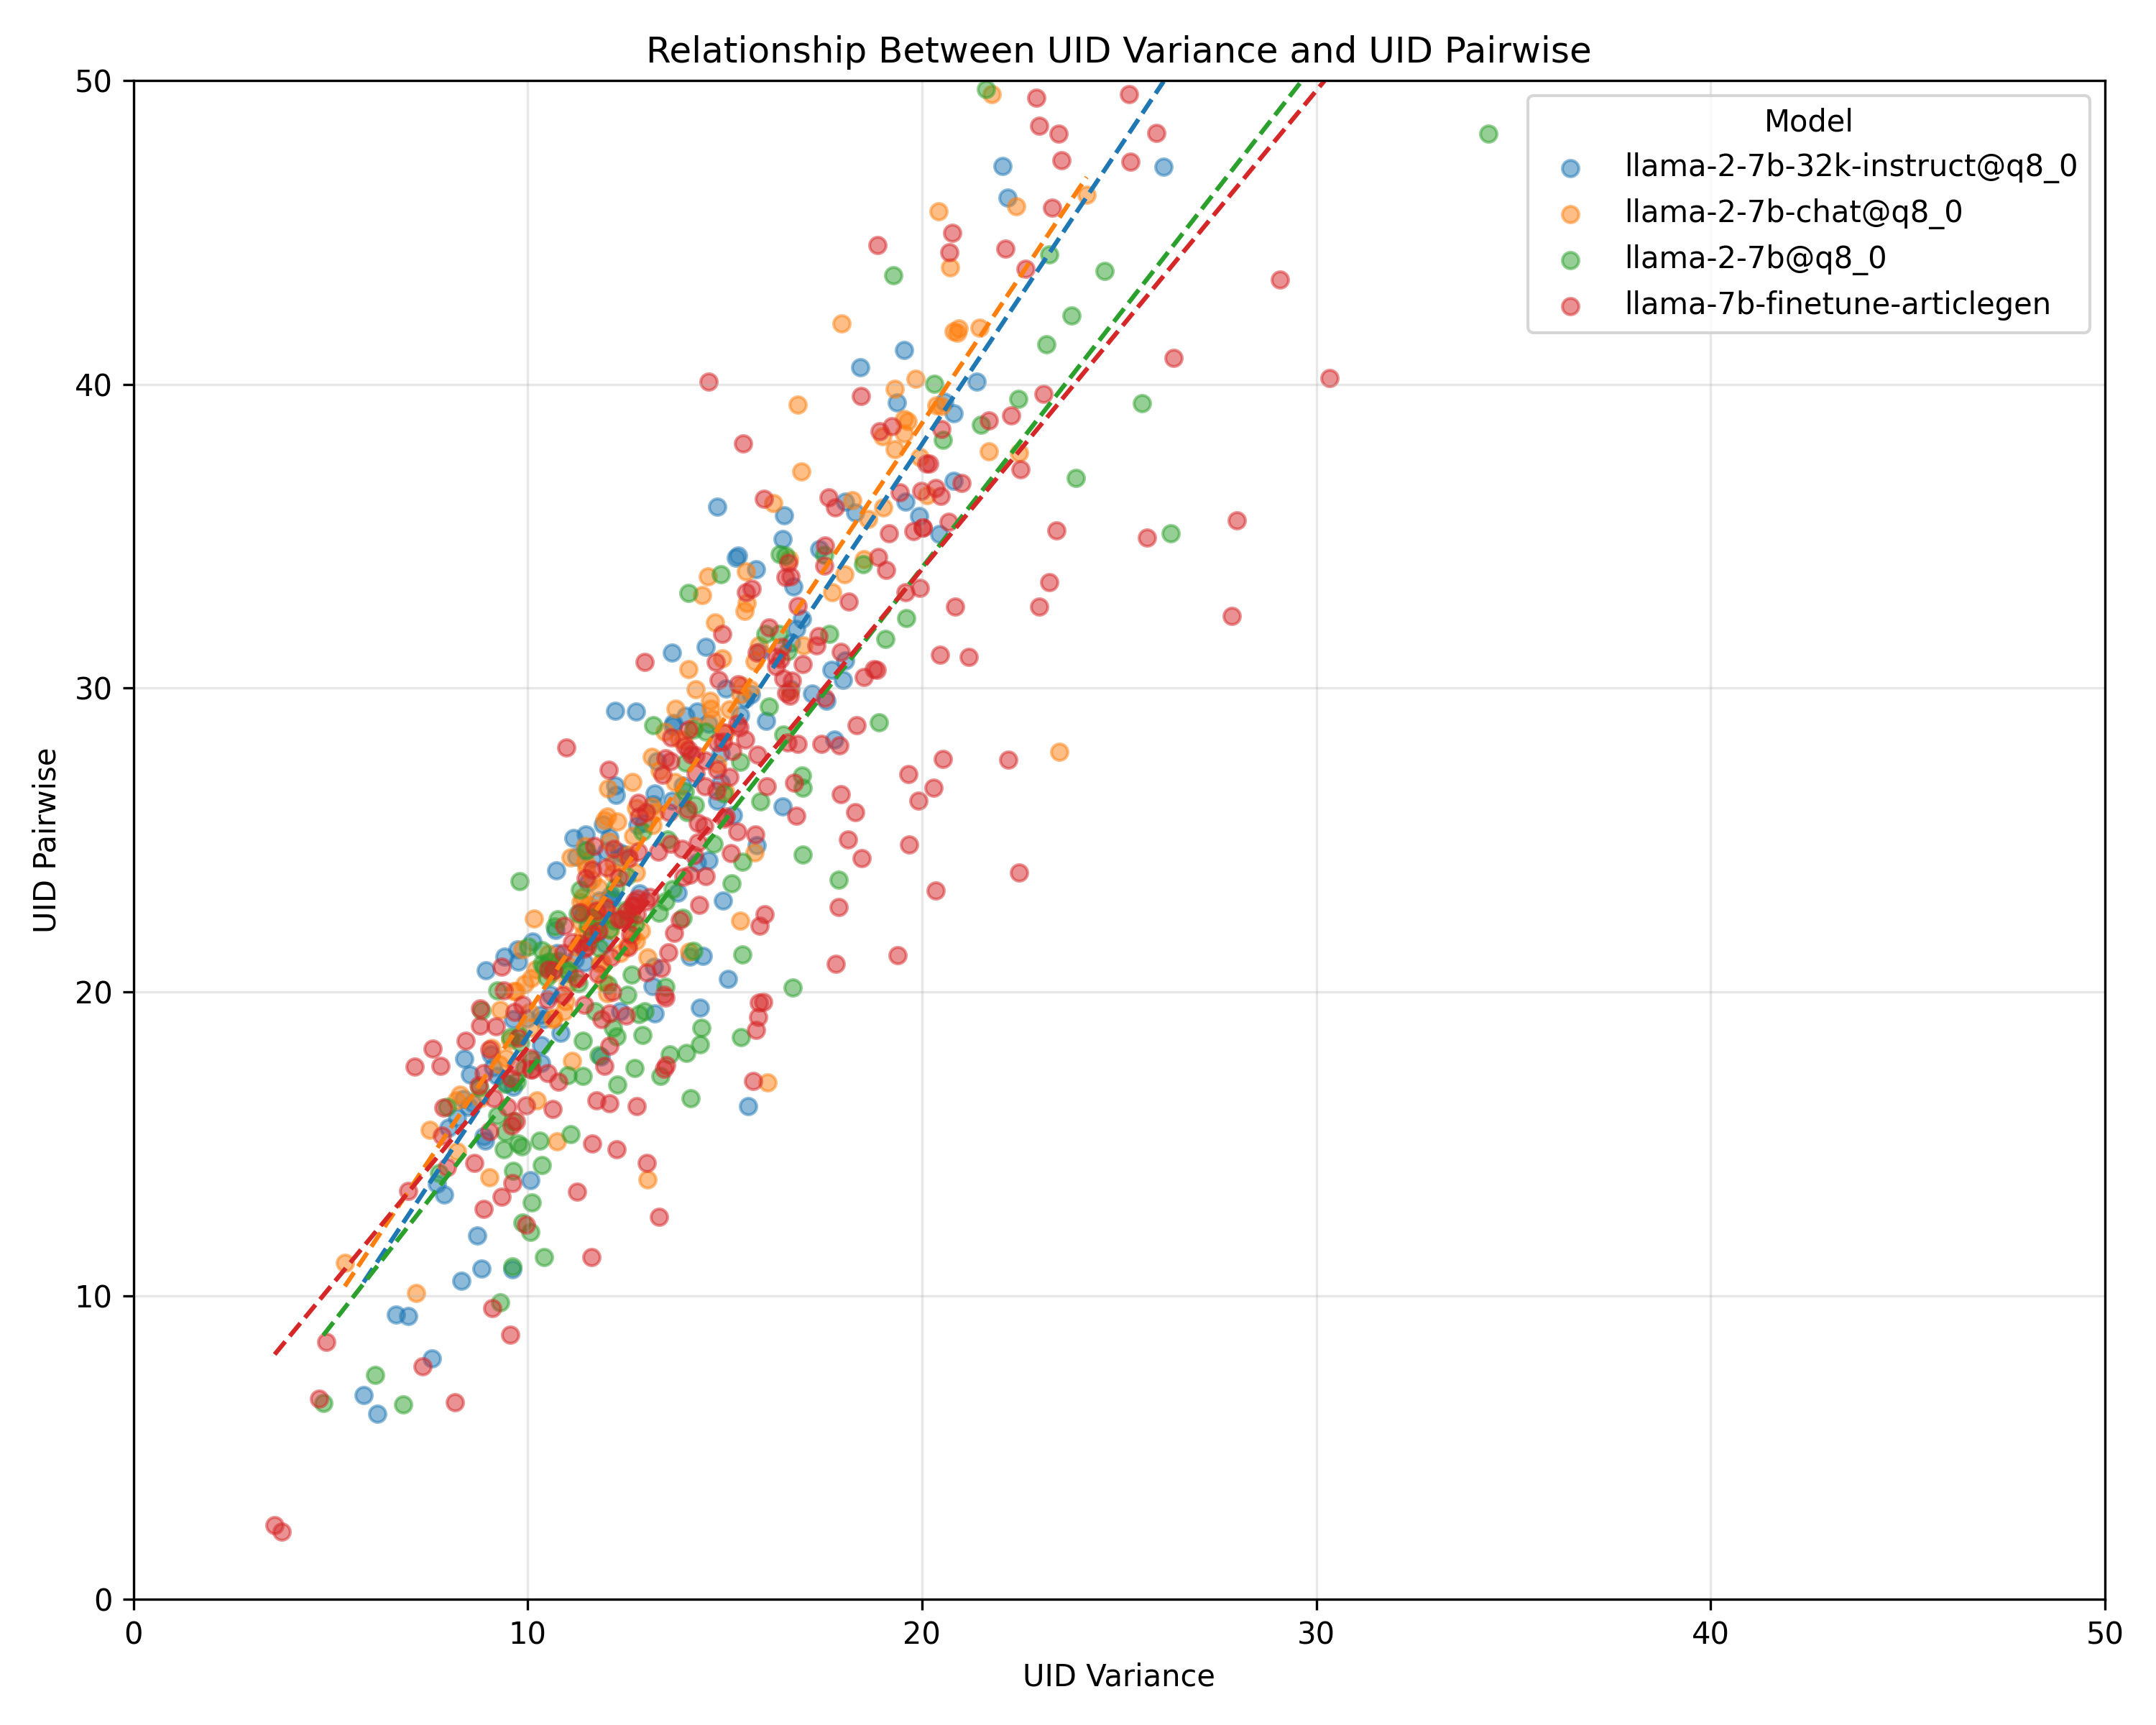 Relationship Between UID Variance and UID Pairwise
Model
llama-2-7b-32k-instruct@q8_0
llama-2-7b-chat@q8_0
llama-2-7b@q8_0
llama-7b-finetune-articlegen
UID Pairwise
50
40
30
20
10
0
0 10 20 30 40 50
UID Variance